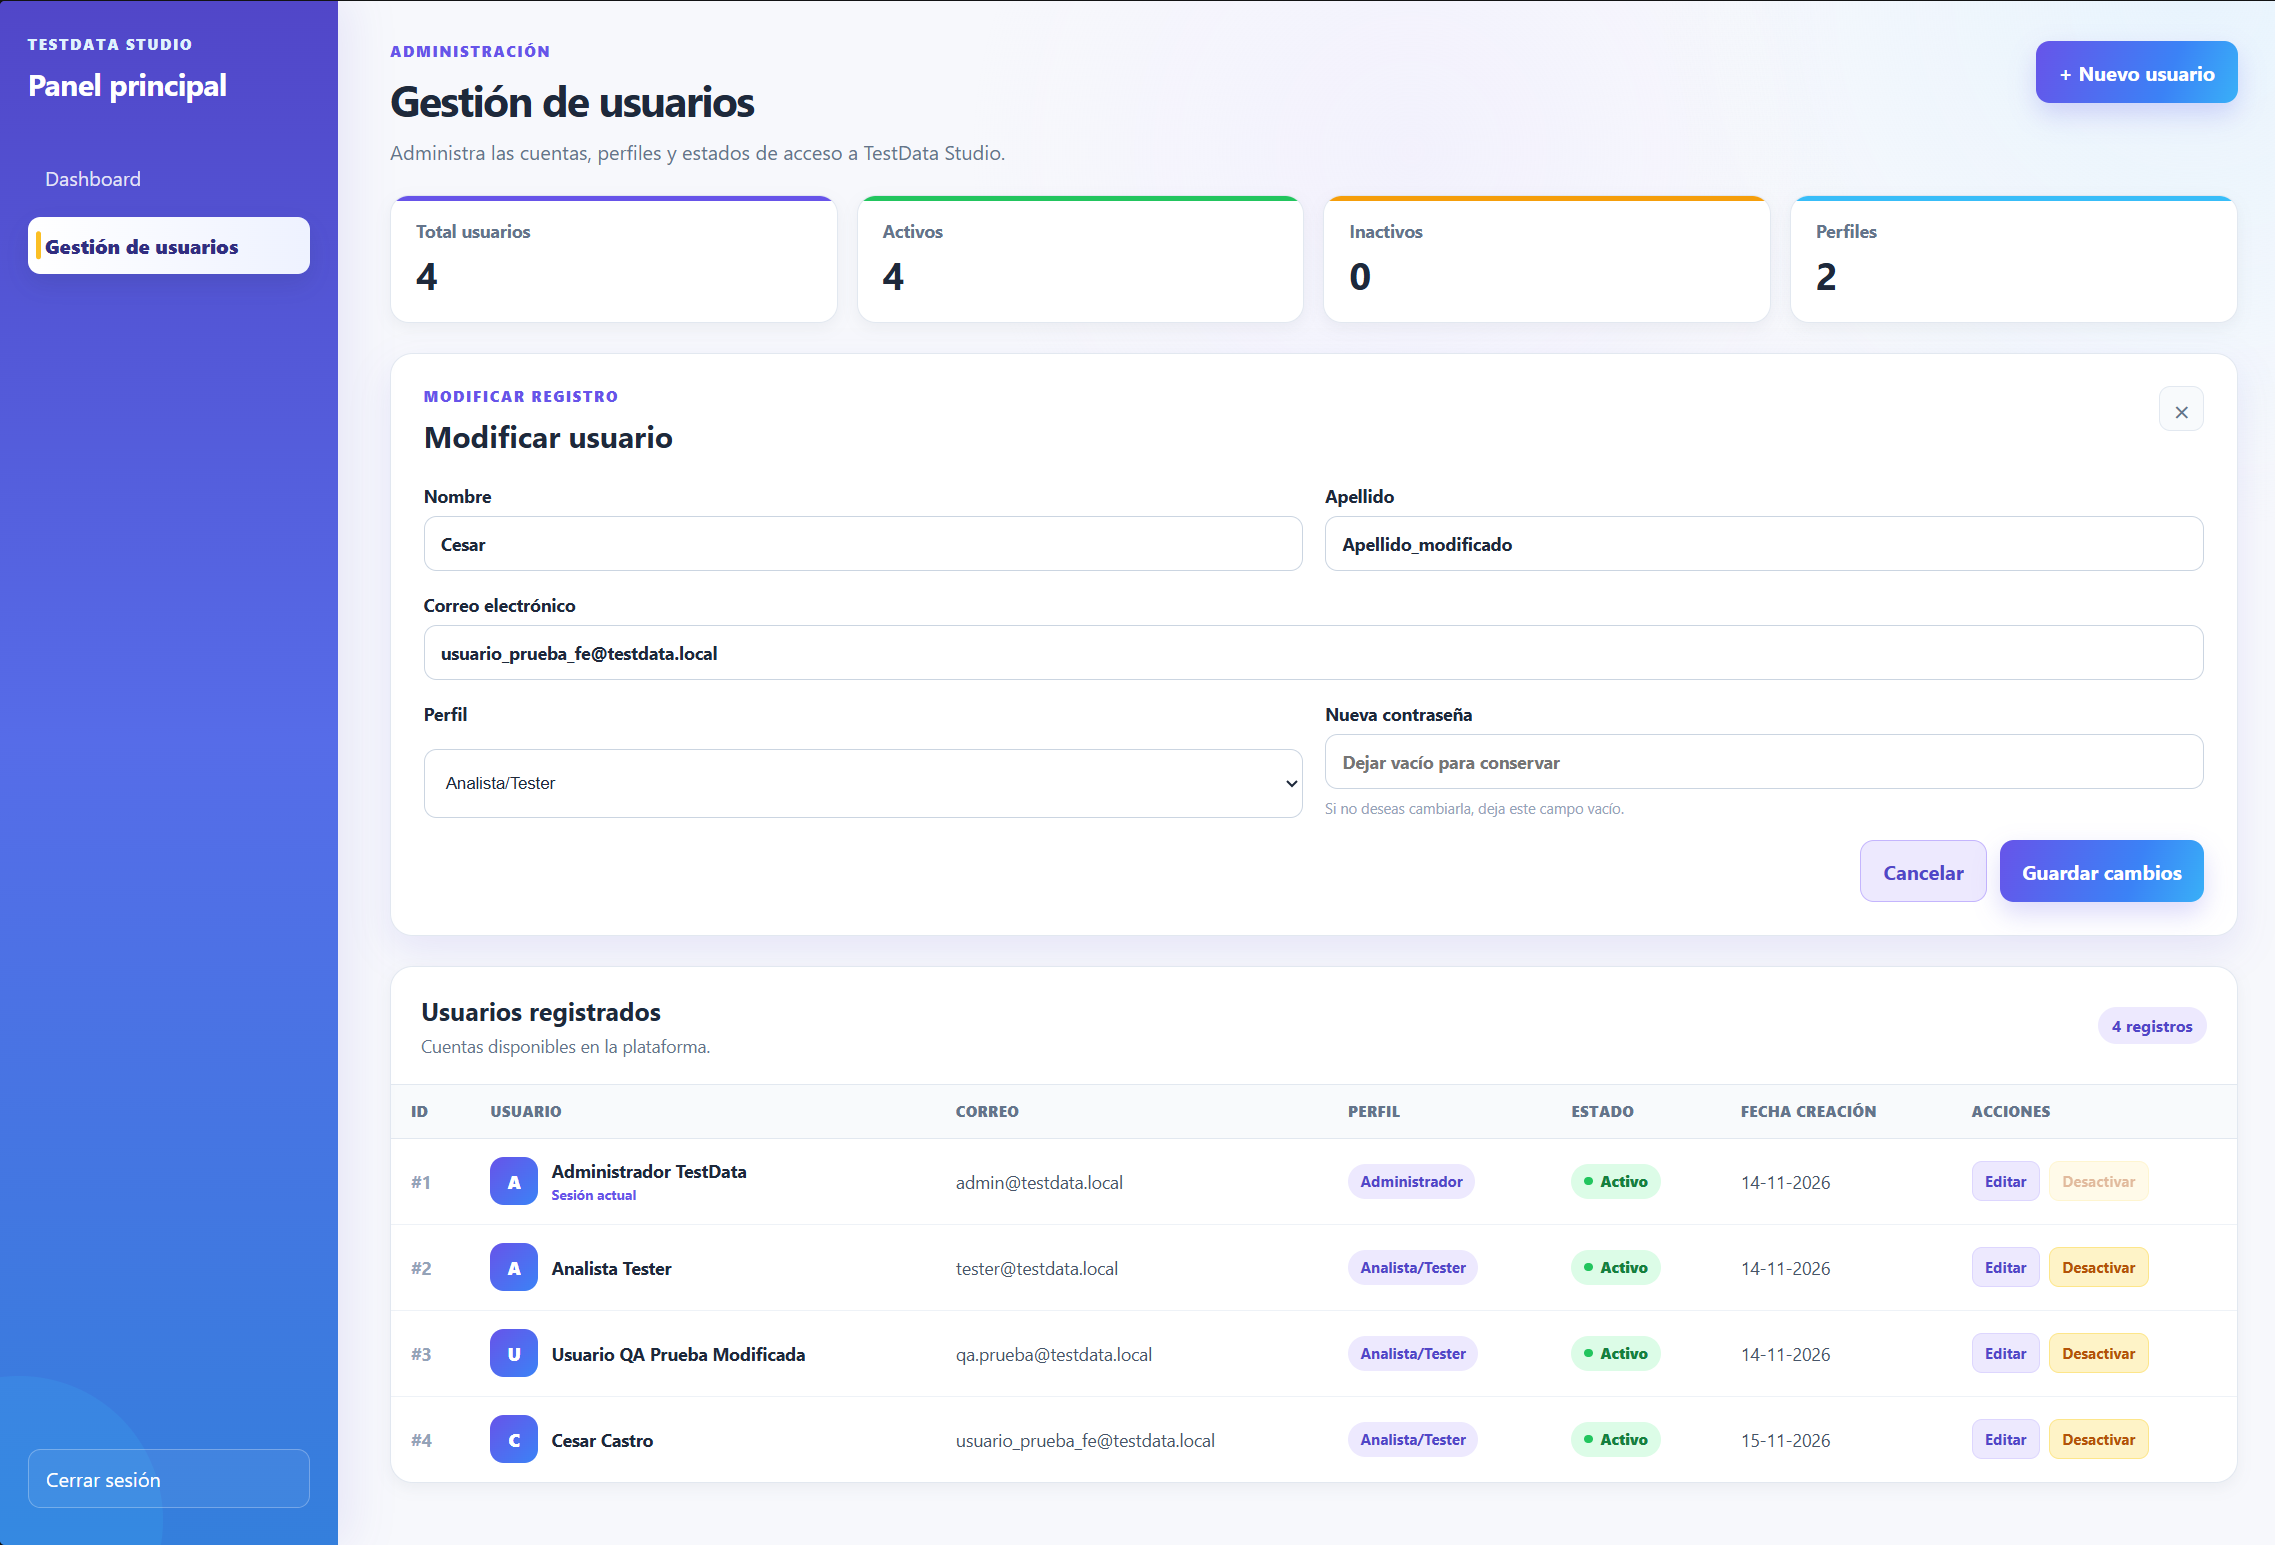 TESTDATA STUDIO
Panel principal
Dashboard
Gestión de usuarios
Cerrar sesión
ADMINISTRACIÓN
Gestión de usuarios
Administra las cuentas, perfiles y estados de acceso a TestData Studio.
+ Nuevo usuario
Total usuarios
4
Activos
4
Inactivos
0
Perfiles
2
MODIFICAR REGISTRO
Modificar usuario
×
Nombre
Cesar
Apellido
Apellido_modificado
Correo electrónico
usuario_prueba_fe@testdata.local
Perfil
Analista/Tester
Nueva contraseña
Dejar vacío para conservar
Si no deseas cambiarla, deja este campo vacío.
Cancelar
Guardar cambios
Usuarios registrados
Cuentas disponibles en la plataforma.
4 registros
ID USUARIO CORREO PERFIL ESTADO FECHA CREACIÓN ACCIONES
#1 A Administrador TestData admin@testdata.local Administrador Activo 14-11-2026 Editar Desactivar
Sesión actual
#2 A Analista Tester tester@testdata.local Analista/Tester Activo 14-11-2026 Editar Desactivar
#3 U Usuario QA Prueba Modificada qa.prueba@testdata.local Analista/Tester Activo 14-11-2026 Editar Desactivar
#4 C Cesar Castro usuario_prueba_fe@testdata.local Analista/Tester Activo 15-11-2026 Editar Desactivar